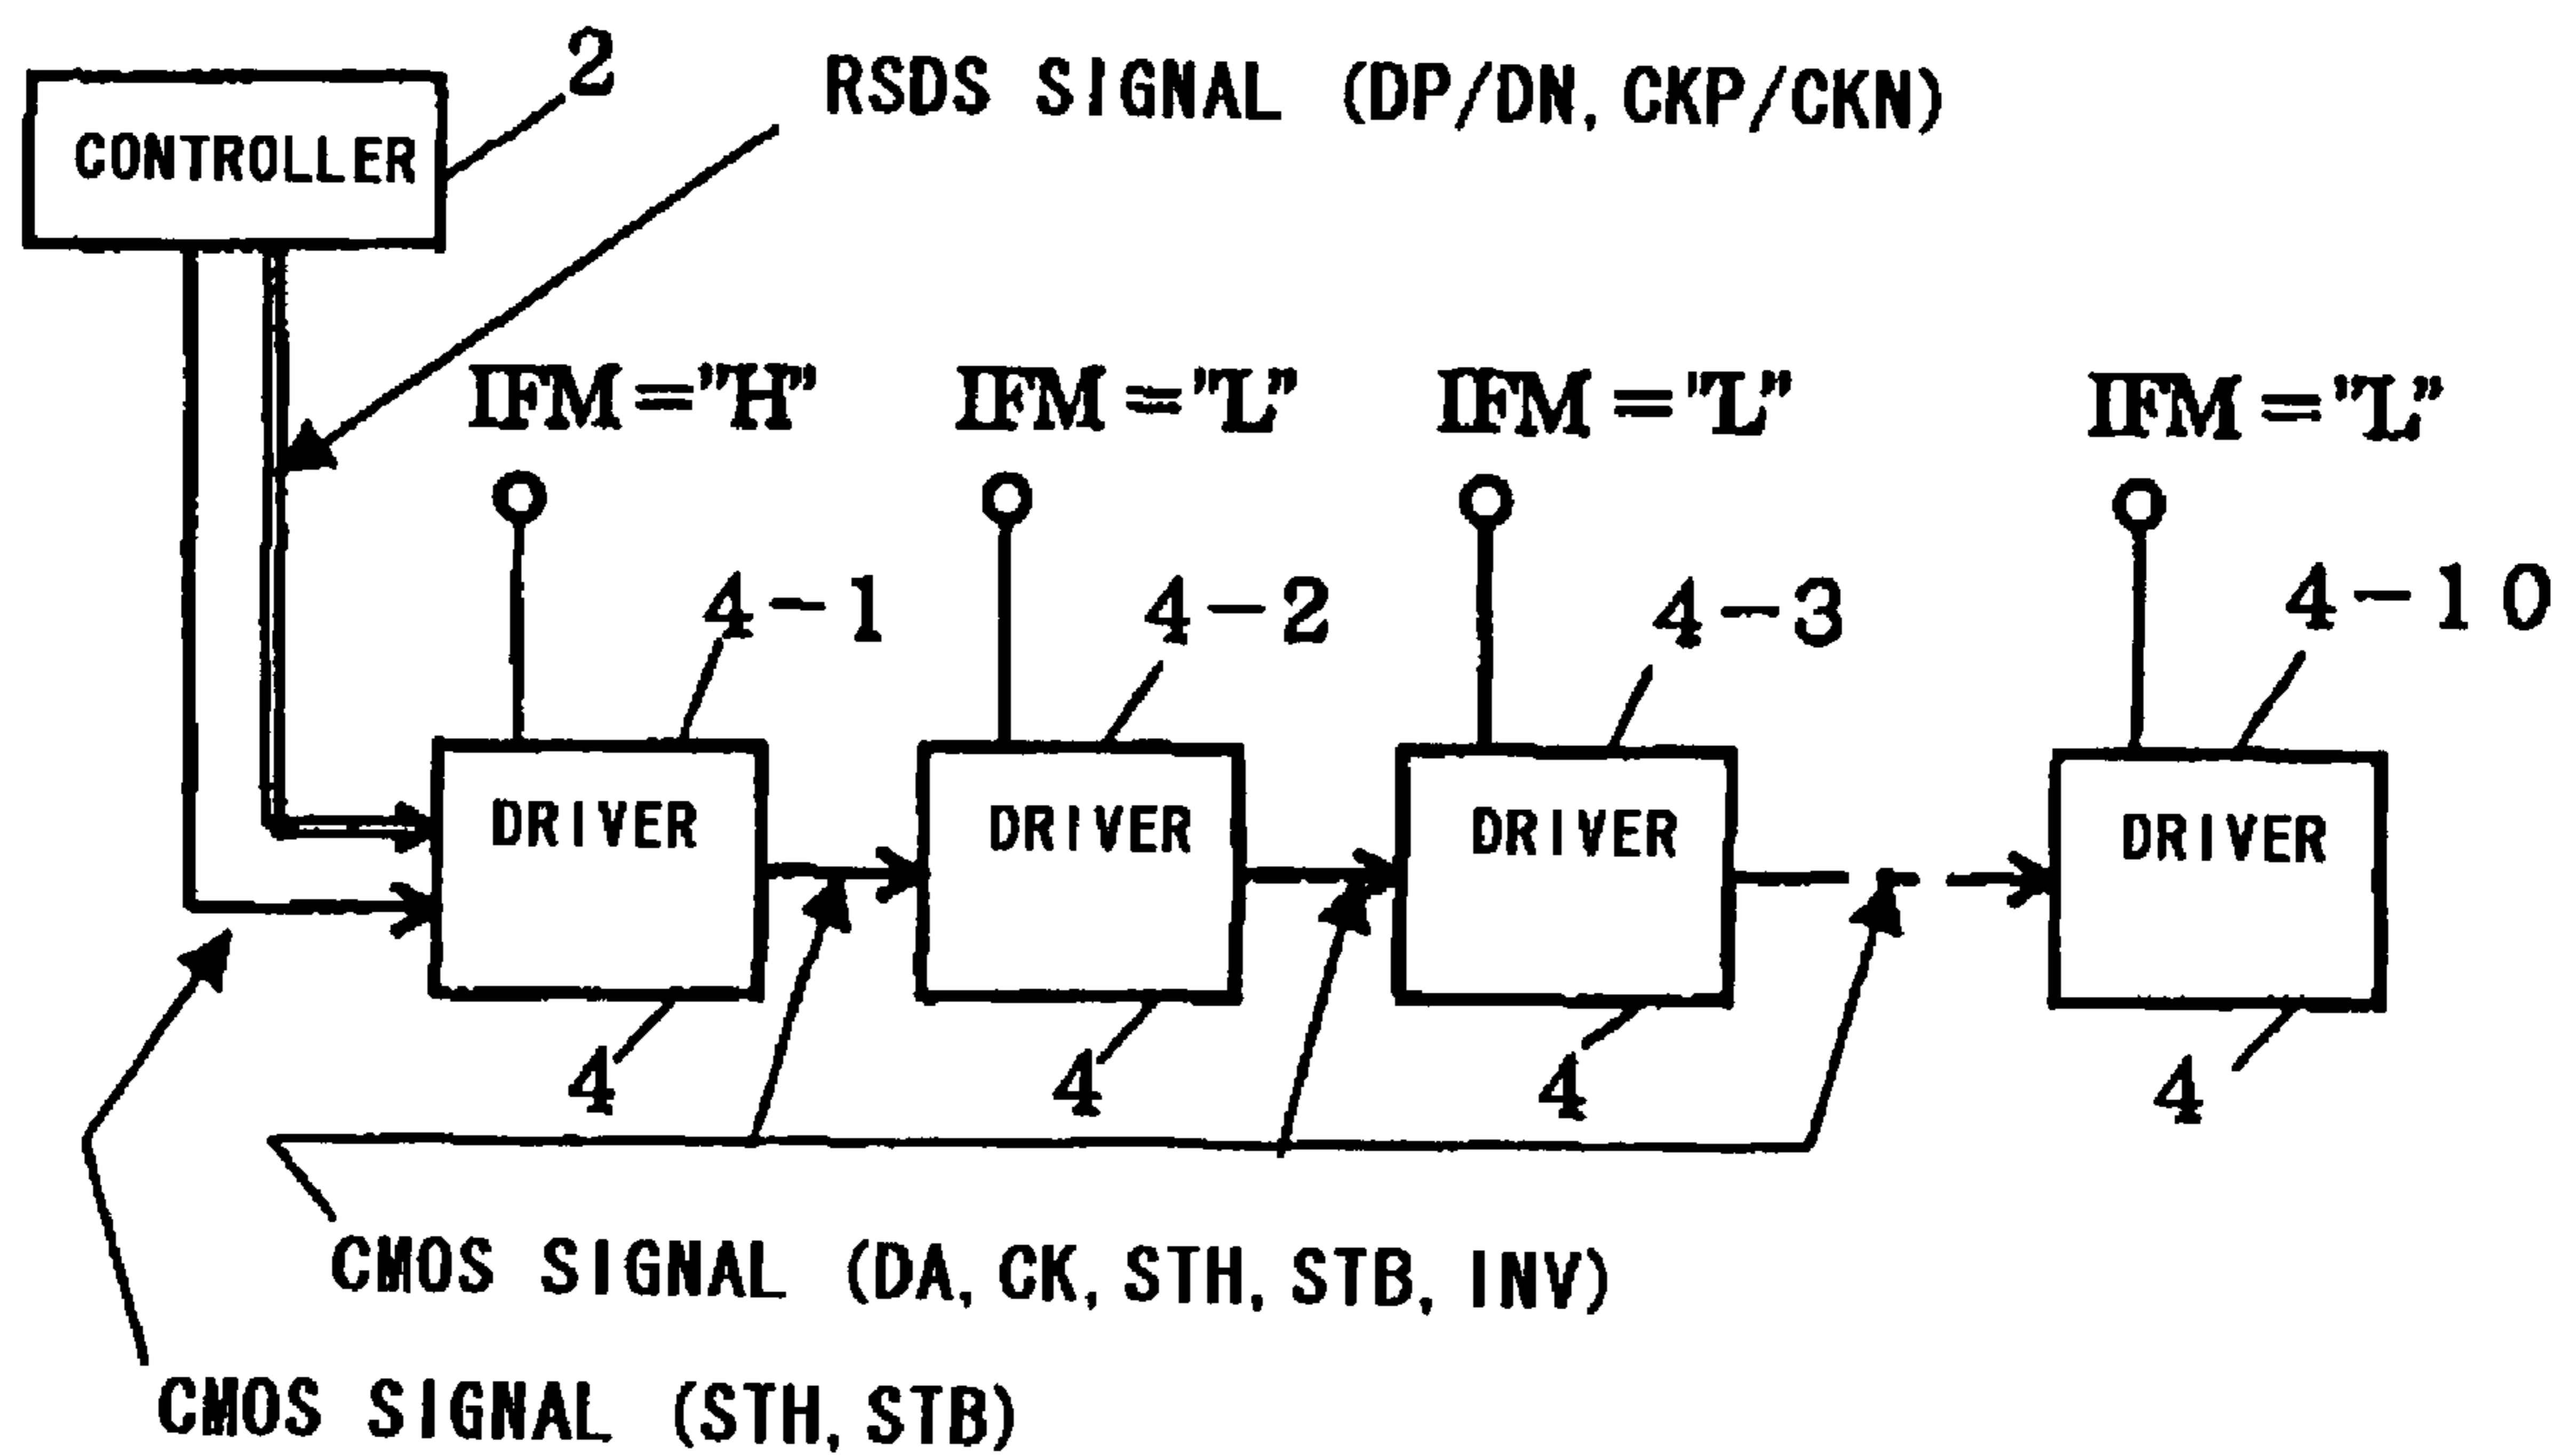 2
RSDS SIGNAL (DP/DN, CKP/CKN)
CONTROLLER
IFM="H"
IFM="L"
IFM="L"
IFM="L"
4-1
4-2
4-3
4-10
DRIVER
DRIVER
DRIVER
DRIVER
4
4
4
4
CMOS SIGNAL (DA, CK, STH, STB, INV)
CMOS SIGNAL (STH, STB)